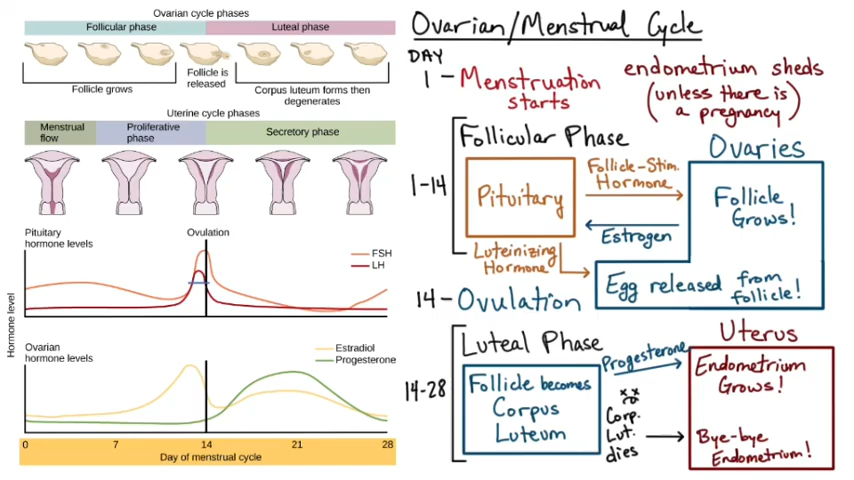 Ovarian cycle phases
Follicular phase
Luteal phase
Follicle grows
Follicle is
released
Corpus luteum forms then
degenerates
Uterine cycle phases
Menstrual
flow
Proliferative
phase
Secretory phase
Pituitary
hormone levels
Ovulation
FSH
LH
Hormone level
Ovarian
hormone levels
Estradiol
Progesterone
0 7 14 21 28
Day of menstrual cycle
Ovarian/Menstrual Cycle
DAY
1 - Menstruation
starts
endometrium sheds
(unless there is
a pregnancy)
Follicular Phase
Ovaries
1-14
Pituitary
Follicle-Stim.
Hormone
Follicle
Grows!
Estrogen
Luteinizing
Hormone
Egg released from
follicle!
14 - Ovulation
Luteal Phase
Uterus
14-28
Follicle becomes
Corpus
Luteum
Progesterone
Endometrium
Grows!
xx
Corp.
Lut.
dies
Bye-bye
Endometrium!